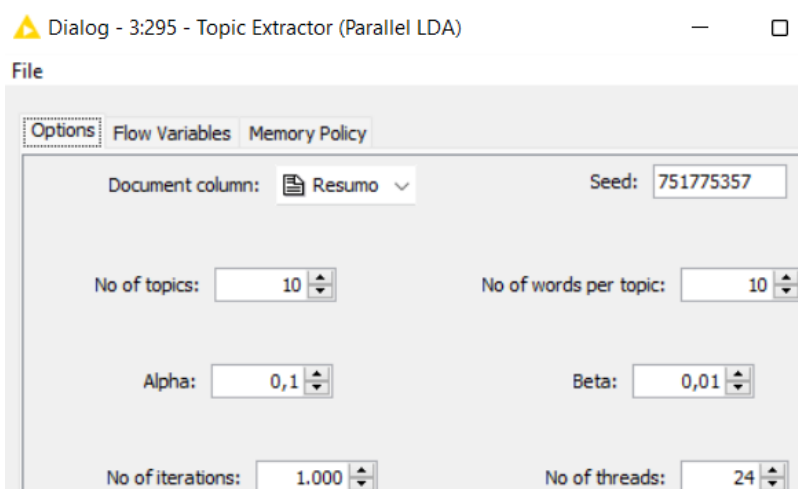 Dialog - 3:295 - Topic Extractor (Parallel LDA)
File
Options Flow Variables Memory Policy
Document column: Resumo Seed: 751775357
No of topics: 10 No of words per topic: 10
Alpha: 0,1 Beta: 0,01
No of iterations: 1.000 No of threads: 24